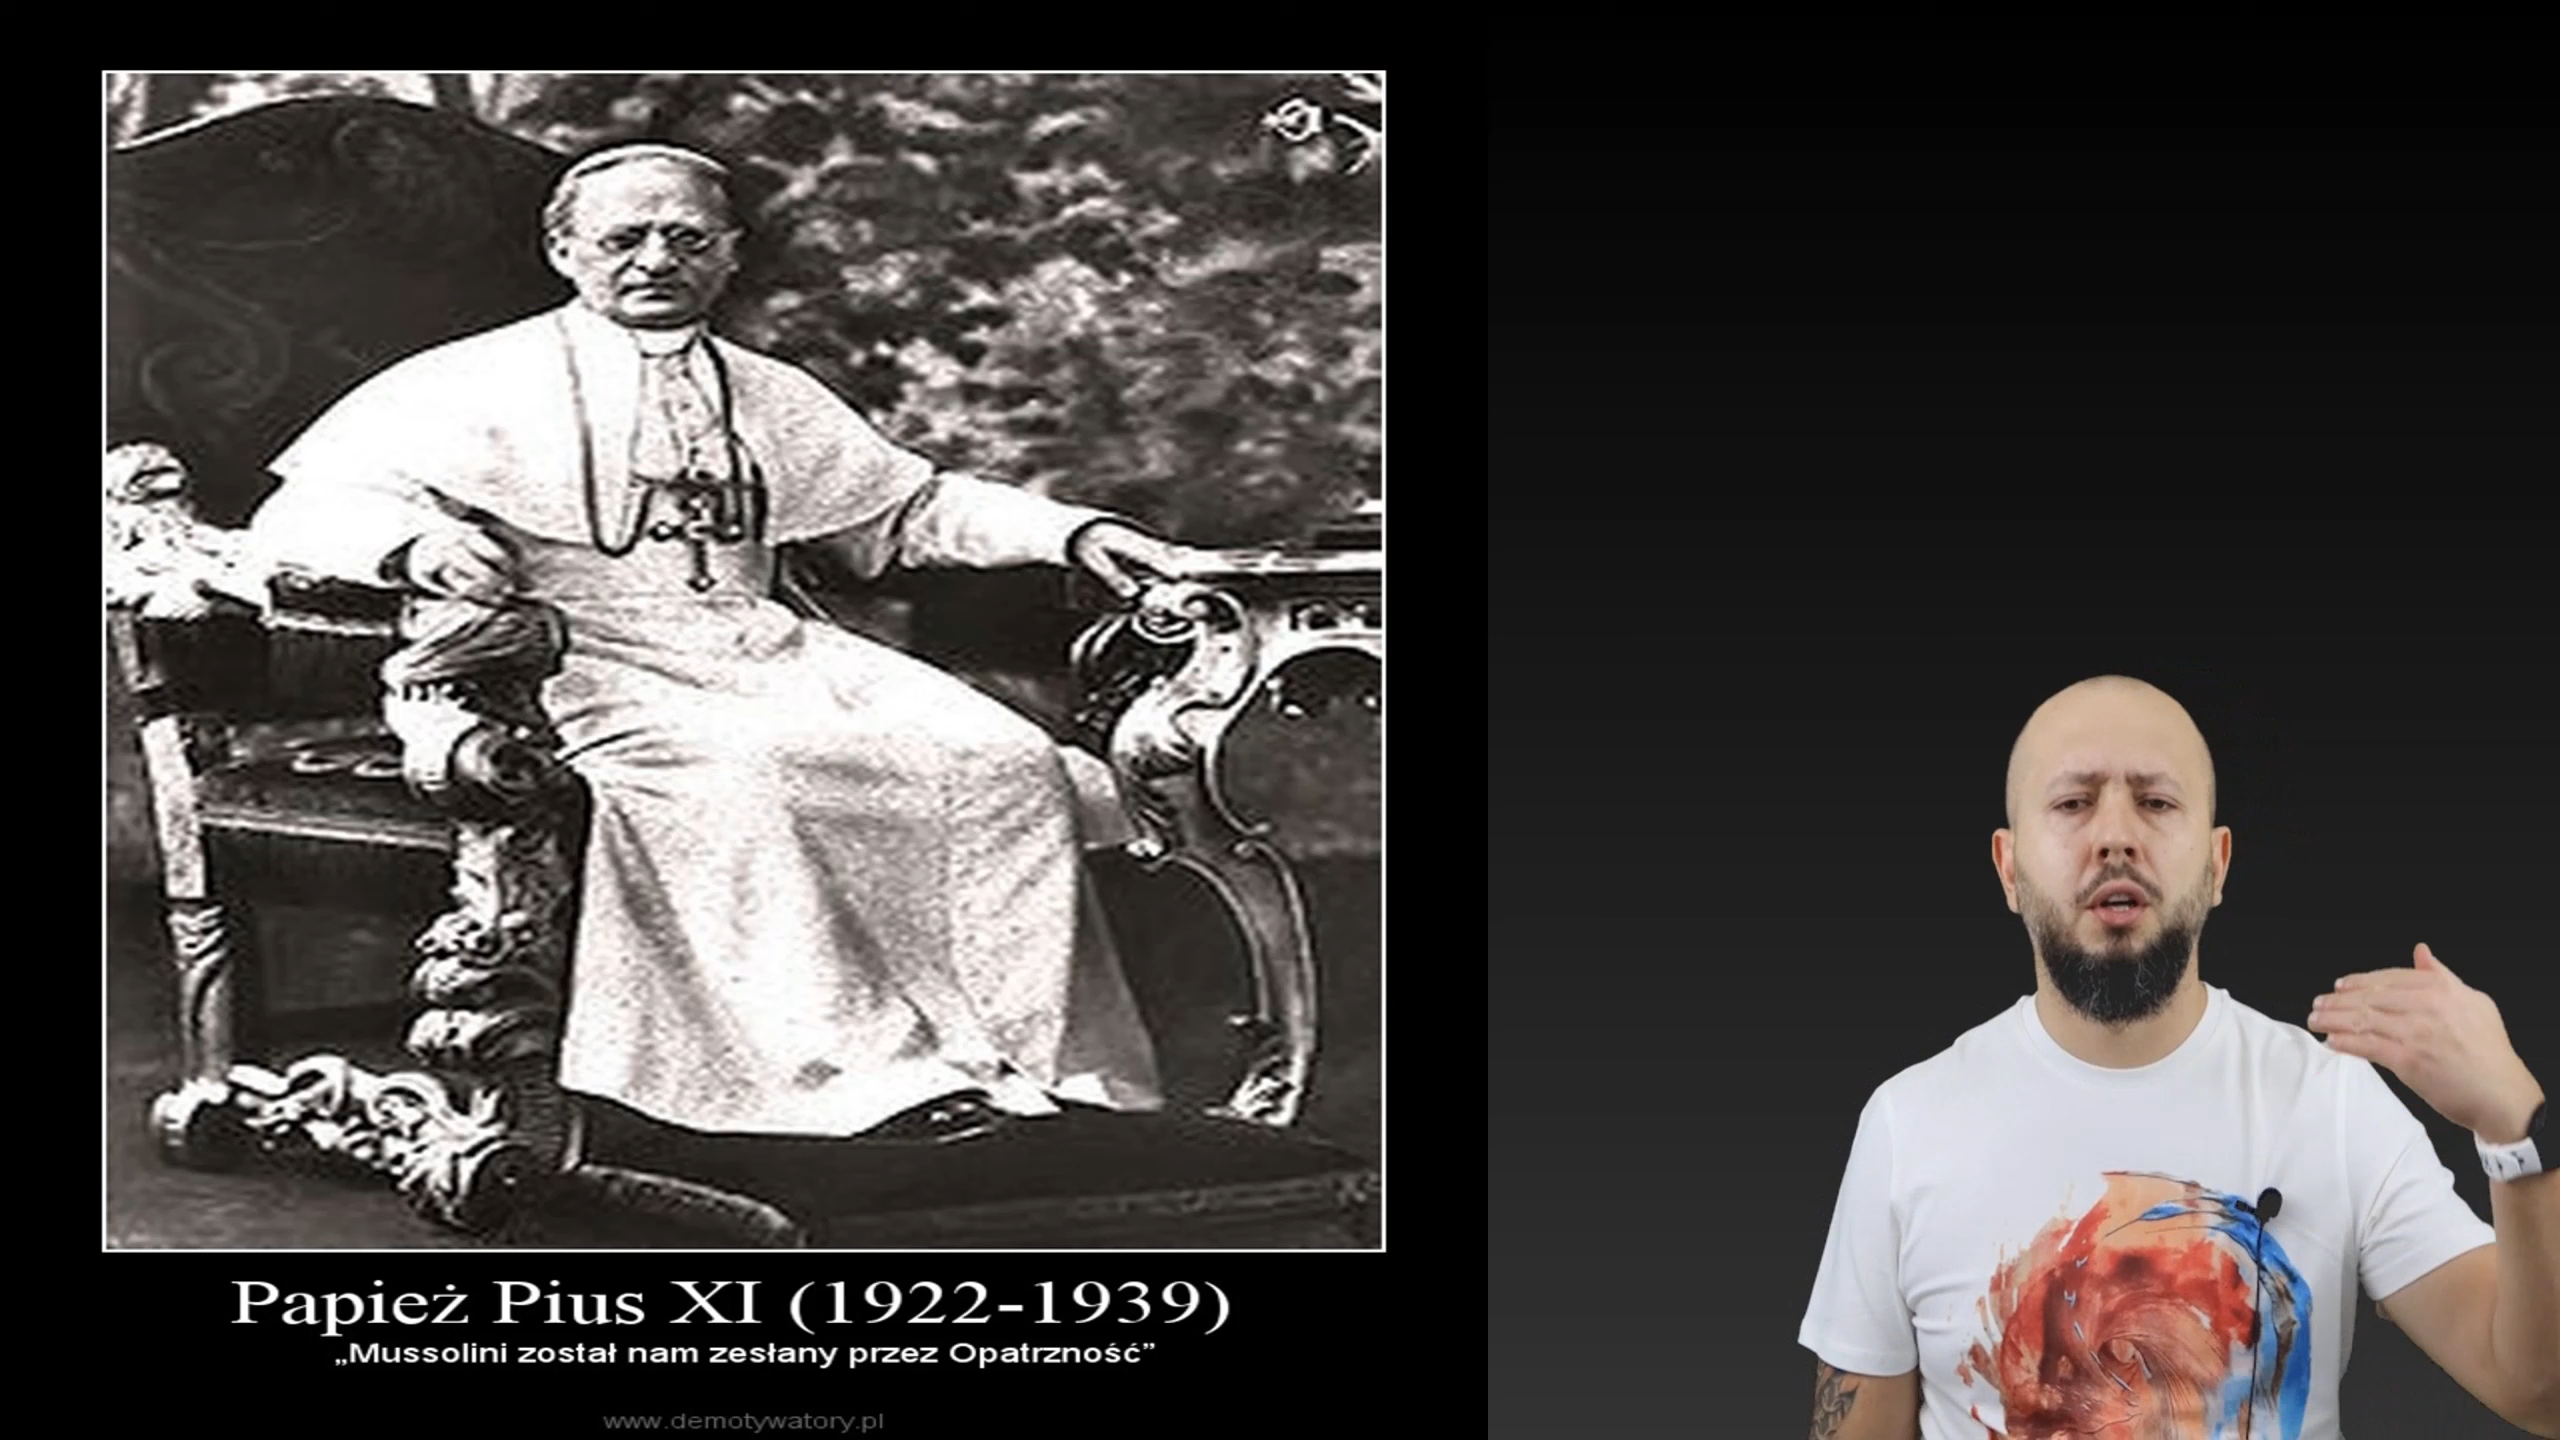 Papież Pius XI (1922-1939)
„Mussolini został nam zesłany przez Opatrzność”
www.demotywatory.pl